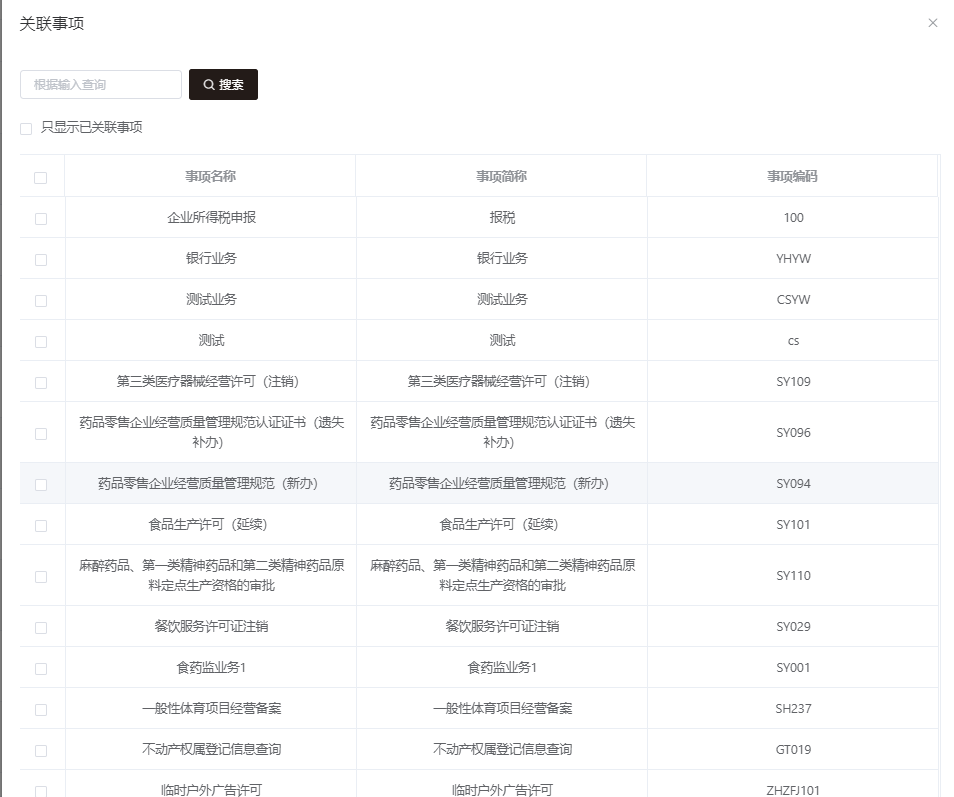 关联事项
根据输入查询
搜索
只显示已关联事项
事项名称 事项简称 事项编码
企业所得税申报 报税 100
银行业务 银行业务 YHYW
测试业务 测试业务 CSYW
测试 测试 cs
第三类医疗器械经营许可（注销） 第三类医疗器械经营许可（注销） SY109
药品零售企业经营质量管理规范认证证书（遗失
补办） 药品零售企业经营质量管理规范认证证书（遗失
补办） SY096
药品零售企业经营质量管理规范（新办） 药品零售企业经营质量管理规范（新办） SY094
食品生产许可（延续） 食品生产许可（延续） SY101
麻醉药品、第一类精神药品和第二类精神药品原
料定点生产资格的审批 麻醉药品、第一类精神药品和第二类精神药品原
料定点生产资格的审批 SY110
餐饮服务许可证注销 餐饮服务许可证注销 SY029
食药监业务1 食药监业务1 SY001
一般性体育项目经营备案 一般性体育项目经营备案 SH237
不动产权属登记信息查询 不动产权属登记信息查询 GT019
临时户外广告许可 临时户外广告许可 ZHZFJ101